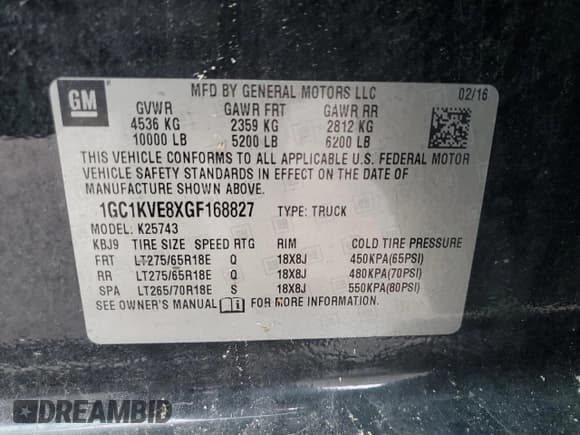 GM
MFD BY GENERAL MOTORS LLC 02/16
GVWR GAWR FRT GAWR RR
4536 KG 2359 KG 2812 KG
10000 LB 5200 LB 6200 LB
THIS VEHICLE CONFORMS TO ALL APPLICABLE U.S. FEDERAL MOTOR
VEHICLE SAFETY STANDARDS IN EFFECT ON THE DATE OF
MANUFACTURE SHOWN ABOVE.
1GC1KVE8XGF168827 TYPE: TRUCK
MODEL: K25743
KBJ9 TIRE SIZE SPEED RTG RIM COLD TIRE PRESSURE
FRT LT275/65R18E Q 18X8J 450KPA(65PSI)
RR LT275/65R18E Q 18X8J 480KPA(70PSI)
SPA LT265/70R18E S 18X8J 550KPA(80PSI)
SEE OWNER'S MANUAL FOR MORE INFORMATION.
DREAMBID